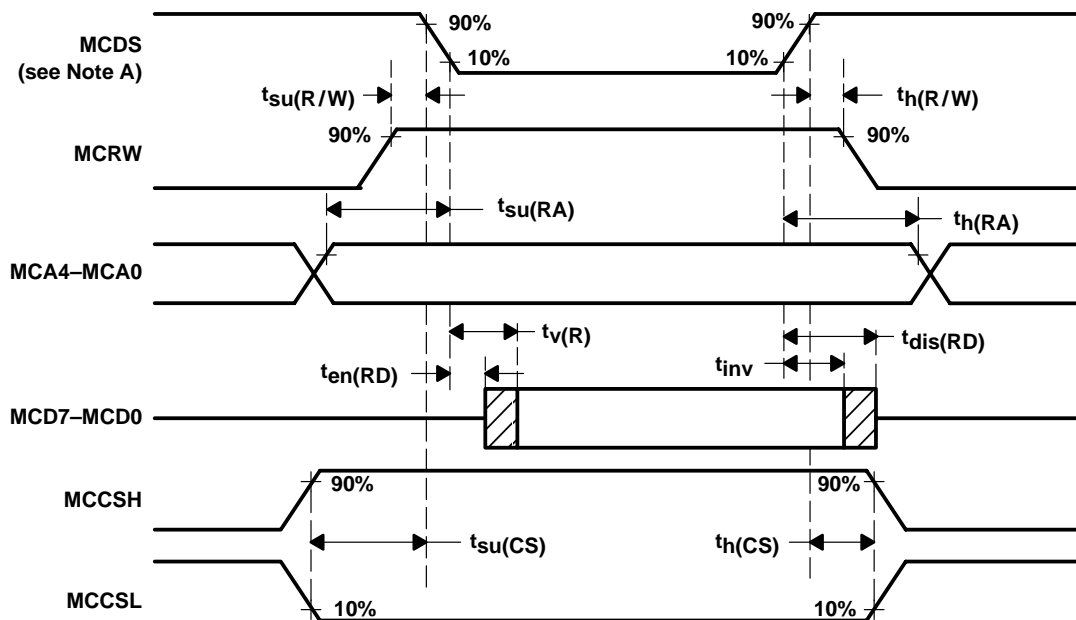 MCDS
(see Note A)
90%
10%
90%
10%
tsu(R/W)
th(R/W)
MCRW
90%
90%
tsu(RA)
th(RA)
MCA4–MCA0
tv(R)
tdis(RD)
ten(RD)
tinv
MCD7–MCD0
MCCSH
90%
90%
tsu(CS)
th(CS)
MCCSL
10%
10%